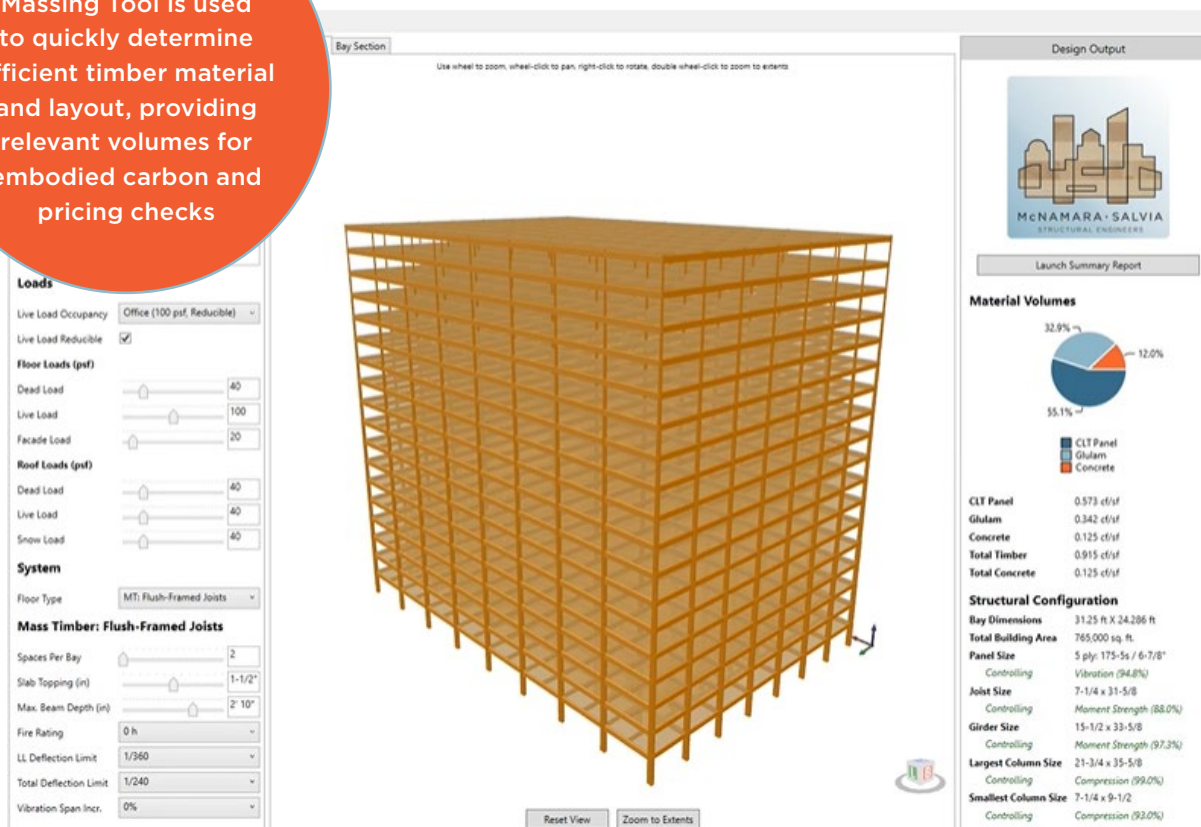 Massing Tool is used
to quickly determine
efficient timber material
and layout, providing
relevant volumes for
embodied carbon and
pricing checks
Loads
Live Load Occupancy Office (100 psf, Reducible)
Live Load Reducible
Floor Loads (psf)
Dead Load 40
Live Load 100
Facade Load 20
Roof Loads (psf)
Dead Load 40
Live Load 40
Snow Load 40
System
Floor Type MT: Flush-Framed Joists
Mass Timber: Flush-Framed Joists
Spaces Per Bay 2
Slab Topping (in) 1-1/2"
Max. Beam Depth (in) 2' 10"
Fire Rating 0 h
LL Deflection Limit 1/360
Total Deflection Limit 1/240
Vibration Span Incr. 0%
Bay Section
Use wheel to zoom, wheel-click to pan, right-click to rotate, double wheel-click to zoom to extents
Reset View Zoom to Extents
Design Output
McNAMARA · SALVIA
STRUCTURAL ENGINEERS
Launch Summary Report
Material Volumes
32.9%
12.0%
55.1%
CLT Panel
Glulam
Concrete
CLT Panel 0.573 cf/sf
Glulam 0.342 cf/sf
Concrete 0.125 cf/sf
Total Timber 0.915 cf/sf
Total Concrete 0.125 cf/sf
Structural Configuration
Bay Dimensions 31.25 ft X 24.286 ft
Total Building Area 765,000 sq. ft.
Panel Size 5 ply: 175-5s / 6-7/8"
Controlling Vibration (94.8%)
Joist Size 7-1/4 x 31-5/8
Controlling Moment Strength (88.0%)
Girder Size 15-1/2 x 33-5/8
Controlling Moment Strength (97.3%)
Largest Column Size 21-3/4 x 35-5/8
Controlling Compression (99.0%)
Smallest Column Size 7-1/4 x 9-1/2
Controlling Compression (93.0%)